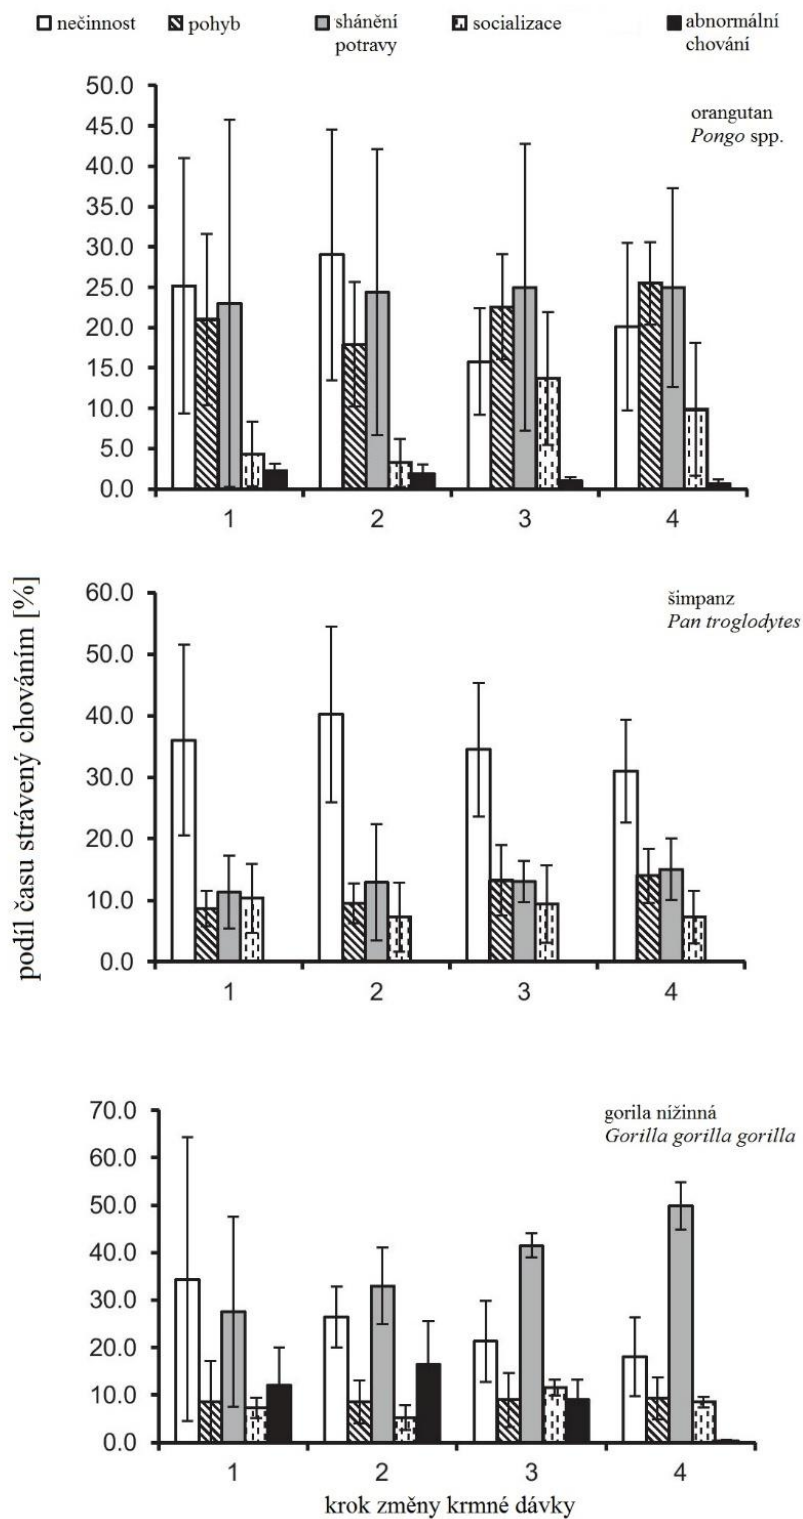 nečinnost pohyb shánění potravy socializace abnormální chování
50.0
45.0
40.0
35.0
30.0
25.0
20.0
15.0
10.0
5.0
0.0
orangutan
Pongo spp.
1 2 3 4
podíl času strávený chováním [%]
60.0
50.0
40.0
30.0
20.0
10.0
0.0
šimpanz
Pan troglodytes
1 2 3 4
70.0
60.0
50.0
40.0
30.0
20.0
10.0
0.0
gorila nížinná
Gorilla gorilla gorilla
1 2 3 4
krok změny krmné dávky